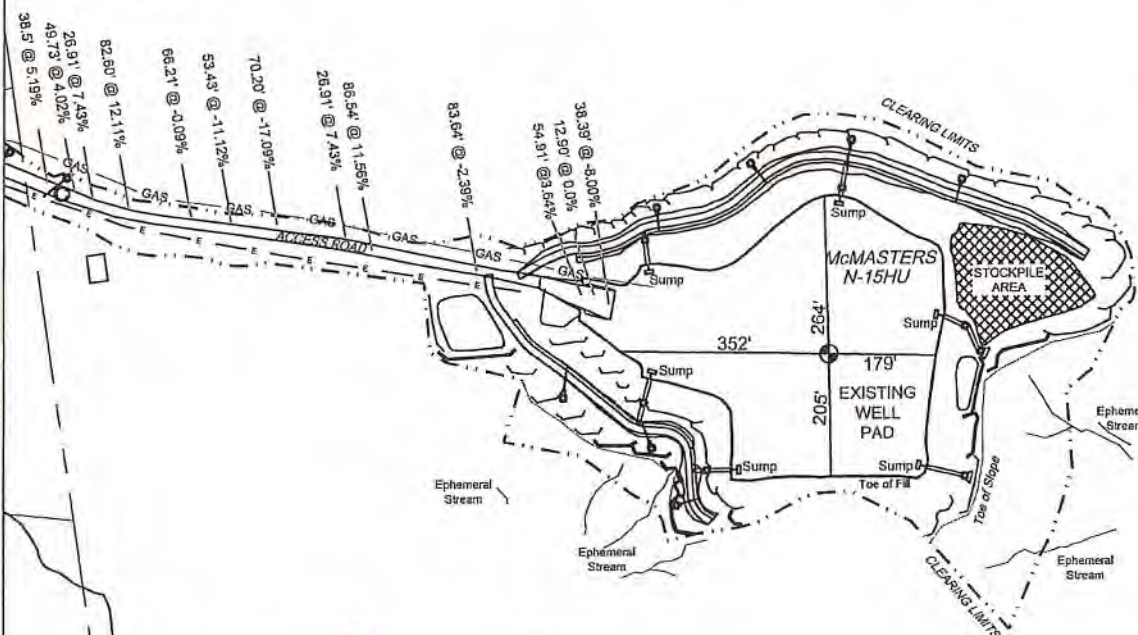 38.5' @ 5.19%
49.73' @ 4.02%
26.91' @ 7.43%
82.60' @ 12.11%
66.21' @ -0.09%
53.43' @ -11.12%
70.20' @ -17.09%
26.91' @ 7.43%
86.54' @ 11.56%
83.64' @ -2.39%
54.91' @3.64%
12.90' @ 0.0%
38.39' @ -8.00%
CLEARING LIMITS
GAS
GAS
GAS
GAS
GAS
GAS
GAS
ACCESS ROAD
E
E
E
E
E
E
Sump
Sump
McMASTERS
N-15HU
STOCKPILE
AREA
Sump
264'
352'
179'
205'
EXISTING
WELL
PAD
Sump
Sump
Sump
Toe of Fill
Toe of Slope
Ephemeral
Stream
Ephemeral
Stream
Ephemeral
Stream
CLEARING LIMITS